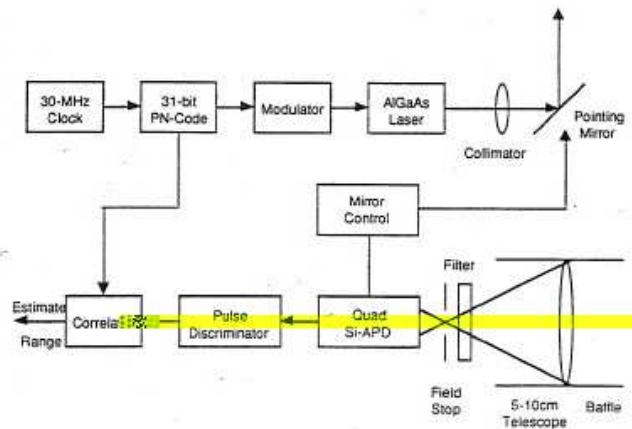 30-MHz
Clock
31-bit
PN-Code
Modulator
AlGaAs
Laser
Collimator
Pointing
Mirror
Mirror
Control
Filter
Estimate
Range
Pulse
Discriminator
Quad
Si-APD
Field
Stop
5-10cm
Telescope
Baffle